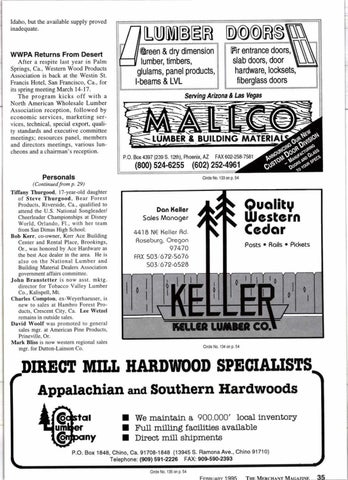 Idaho, but the available supply proved
inadequate.
WWPA Returns From Desert
After a respite last year in Palm
Springs, Ca., Western Wood Products
Association is back at the Westin St.
Francis Hotel, San Francisco, Ca., for
its spring meeting March 14-17.
The program kicks off with a
North American Wholesale Lumber
Association reception, followed by
economic services, marketing ser-
vices, technical, special export, quali-
ty standards and executive committee
meetings; resources panel, members
and directors meetings, various lun-
cheons and a chairman's reception.
Personals
(Continued from p. 29)
Tiffany Thurgood, 17-year-old daughter
of Steve Thurgood, Bear Forest
Products, Riverside, Ca., qualified to
attend the U.S. National Songleader/
Cheerleader Championships at Disney
World, Orlando, Fl., with her team
from San Dimas High School.
Bob Kerr, co-owner, Kerr Ace Building
Center and Rental Place, Brookings,
Or., was honored by Ace Hardware as
the best Ace dealer in the area. He is
also on the National Lumber and
Building Material Dealers Association
government affairs committee.
John Branstetter is now asst. mktg.
director for Tobacco Valley Lumber
Co., Kalispell, Mt.
Charles Compton, ex-Weyerhaeuser, is
new to sales at Hambro Forest Pro-
ducts, Crescent City, Ca. Lee Wetzel
remains in outside sales.
David Woolf was promoted to general
sales mgr. at American Pine Products,
Prineville, Or.
Mark Bliss is now western regional sales
mgr. for Dutton-Lainson Co.
LUMBER
Green & dry dimension
lumber, timbers,
glulams, panel products,
I-beams & LVL
DOORS
Fir entrance doors,
slab doors, door
hardware, locksets,
fiberglass doors
Serving Arizona & Las Vegas
MALLCO
LUMBER & BUILDING MATERIALS
ANNOUNCING OUR NEW
CUSTOM DOOR DIVISION
P.O. Box 4397 (239 S. 12th), Phoenix, AZ FAX 602-258-7581
(800) 524-6255 (602) 252-4961
Circle No. 133 on p. 54
Don Keller
Sales Manager
4418 NE Keller Rd.
Roseburg, Oregon
97470
FAX 503-672-5676
503-672-6528
Quality
Western
Cedar
Posts • Rails • Pickets
KELLER
KELLER LUMBER CO.
Circle No. 134 on p. 54
DIRECT MILL HARDWOOD SPECIALISTS
Appalachian and Southern Hardwoods
Coastal
Lumber
Company
■ We maintain a 900,000' local inventory
■ Full milling facilities available
■ Direct mill shipments
P.O. Box 1848, Chino, Ca. 91708-1848 (13945 S. Ramona Ave., Chino 91710)
Telephone: (909) 591-2226 FAX: 909-590-2393
Circle No. 135 on p. 54
FEBRUARY 1995 THE MERCHANT MAGAZINE 35